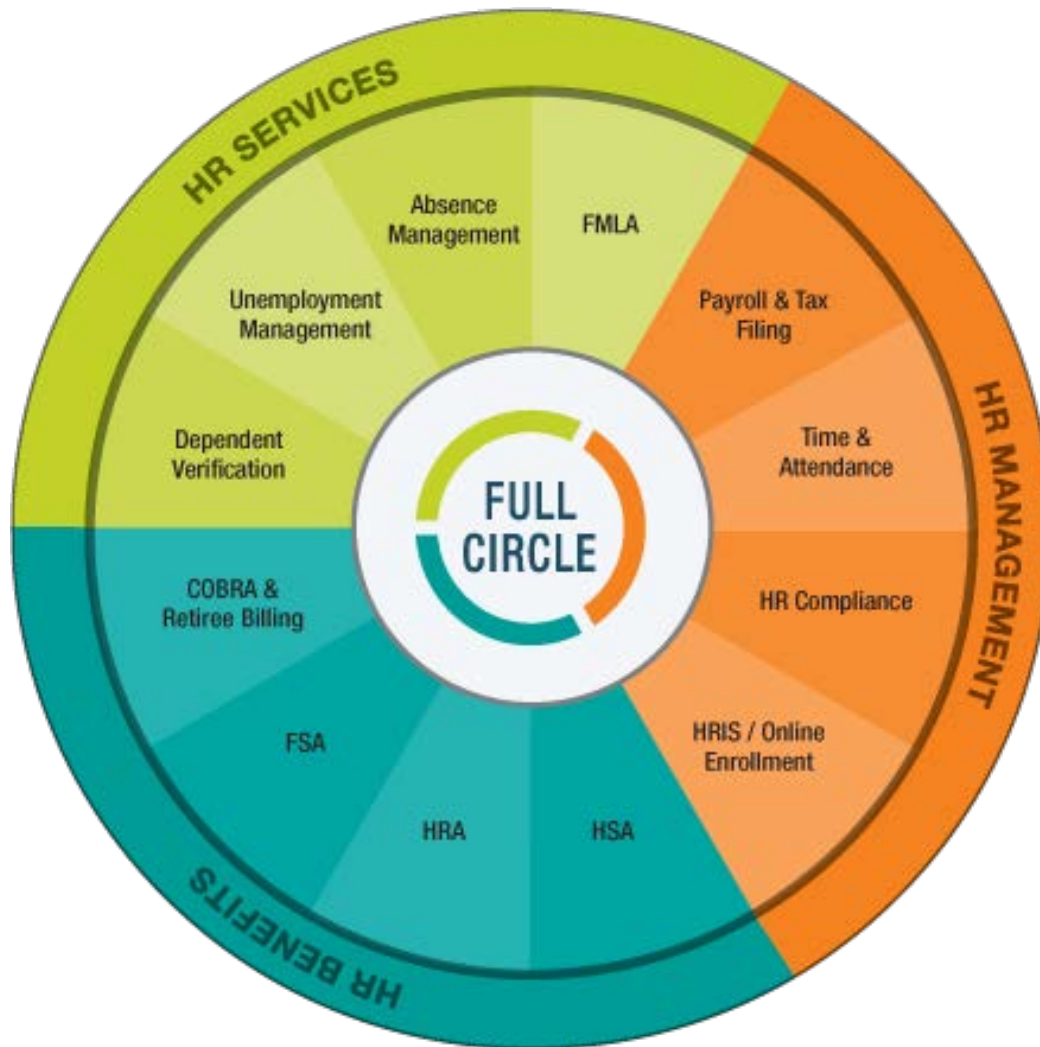 HR SERVICES
Absence
Management
FMLA
Unemployment
Management
Payroll & Tax
Filing
Dependent
Verification
Time &
Attendance
HR MANAGEMENT
FULL
CIRCLE
COBRA &
Retiree Billing
HR Compliance
FSA
HRIS / Online
Enrollment
HRA
HSA
HR BENEFITS